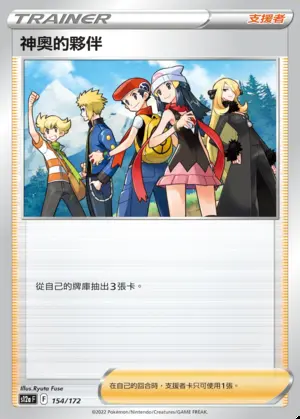 TRAINER
支援者
神奧的夥伴
從自己的牌庫抽出3張卡。
Illus. Ryuta Fuse
S12a F
F
154/172
在自己的回合時，支援者卡只可使用1張。
©2022 Pokémon/Nintendo/Creatures/GAME FREAK.